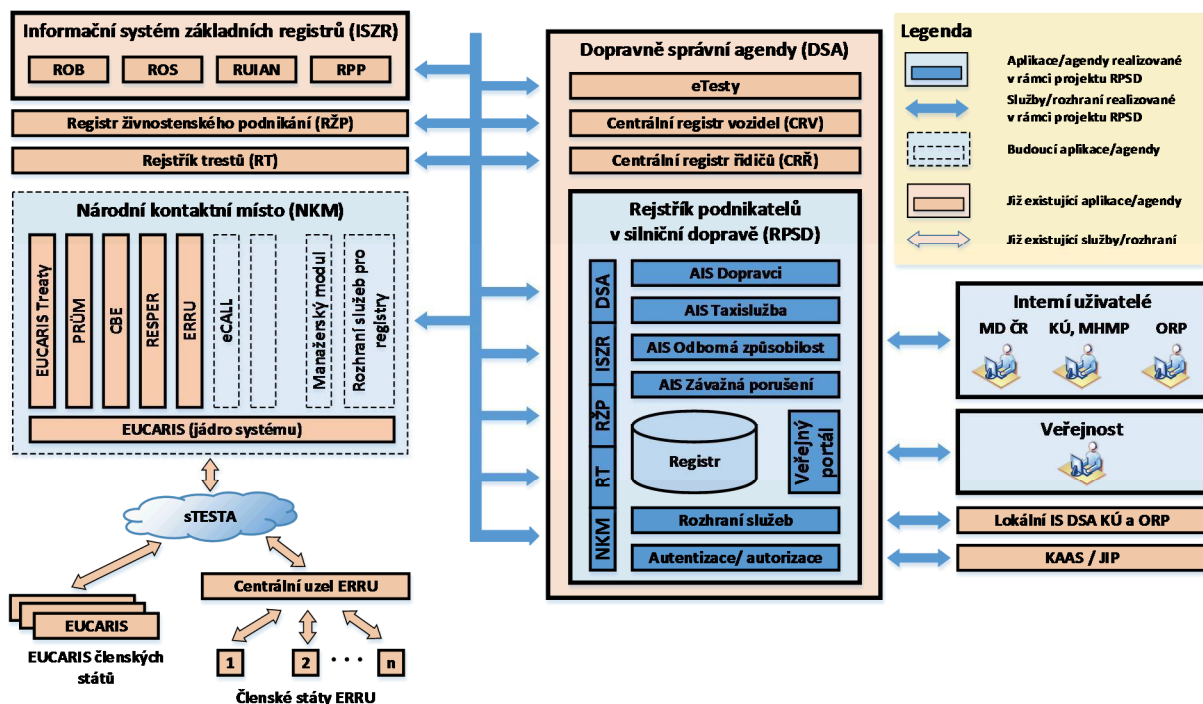 Informační systém základních registrů (ISZR)
ROB
ROS
RUIAN
RPP
Registr živnostenského podnikání (RŽP)
Rejstřík trestů (RT)
Národní kontaktní místo (NKM)
EUCARIS Treaty
PRÜM
CBE
RESPER
ERRU
eCALL
Manažerský modul
Rozhraní služeb pro
registry
EUCARIS (jádro systému)
sTESTA
EUCARIS
EUCARIS členských
států
Centrální uzel ERRU
1
2
• • •
n
Členské státy ERRU
Dopravně správní agendy (DSA)
eTesty
Centrální registr vozidel (CRV)
Centrální registr řidičů (CRŘ)
Rejstřík podnikatelů
v silniční dopravě (RPSD)
DSA
ISZR
RŽP
RT
NKM
AIS Dopravci
AIS Taxislužba
AIS Odborná způsobilost
AIS Závažná porušení
Registr
Veřejný
portál
Rozhraní služeb
Autentizace/ autorizace
Legenda
Aplikace/agendy realizované
v rámci projektu RPSD
Služby/rozhraní realizované
v rámci projektu RPSD
Budoucí aplikace/agendy
Již existující aplikace/agendy
Již existující služby/rozhraní
Interní uživatelé
MD ČR
KÚ, MHMP
ORP
Veřejnost
Lokální IS DSA KÚ a ORP
KAAS / JIP